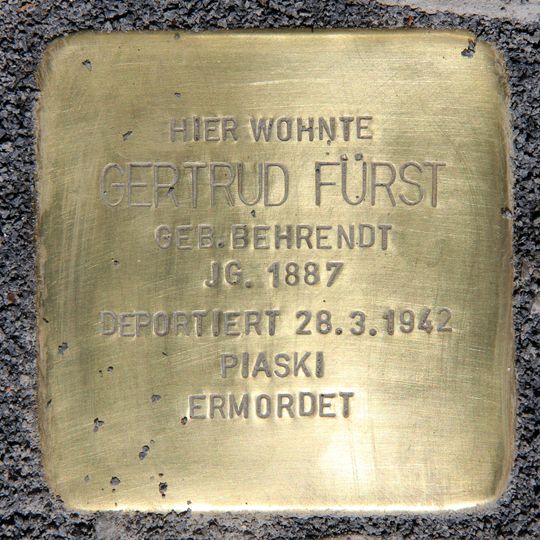 HIER WOHNTE
GERTRUD FÜRST
GEB. BEHRENDT
JG. 1887
DEPORTIERT 28.3.1942
PIASKI
ERMORDET